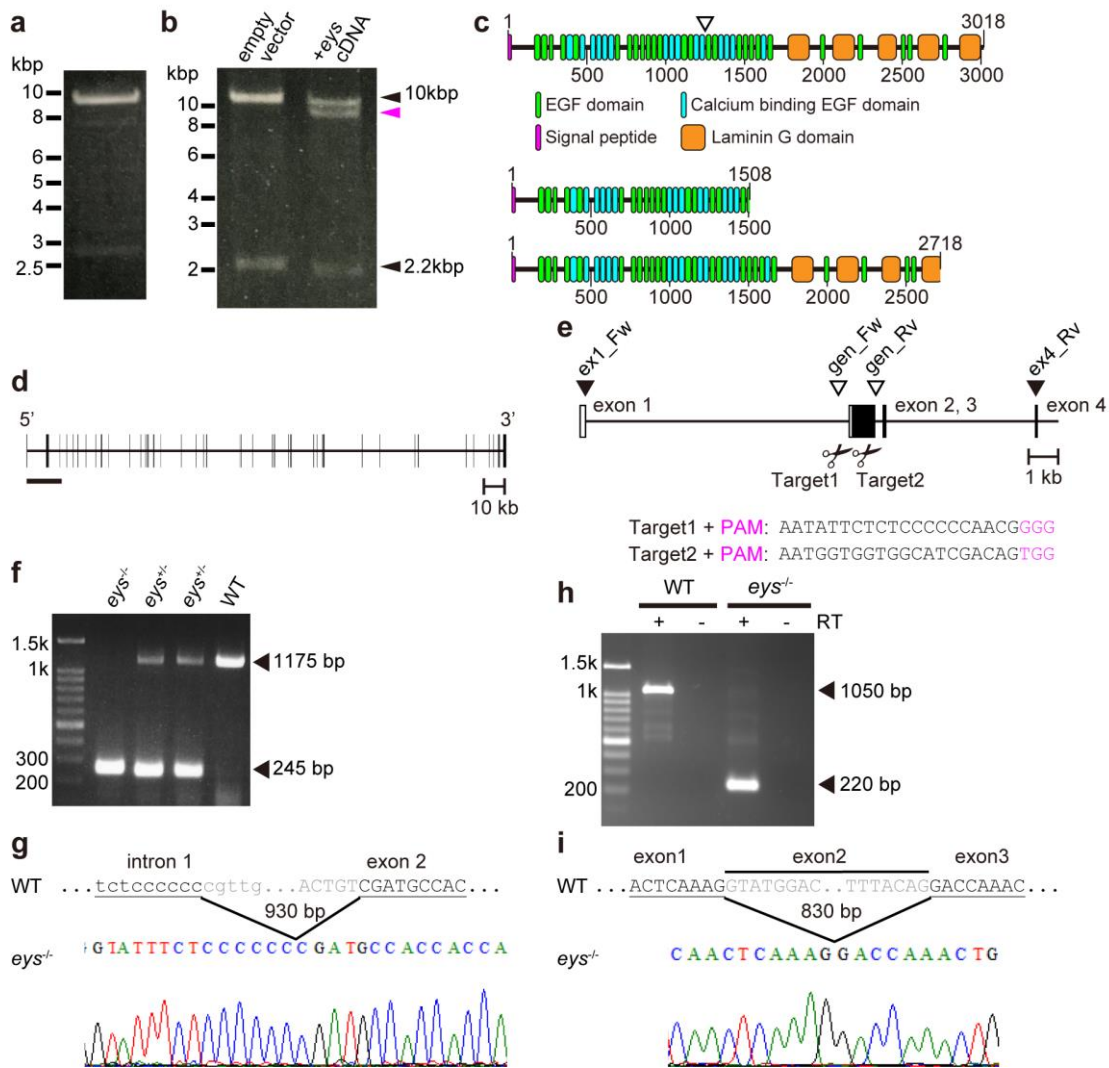 a
kbp
10
8
6
5
4
3
2.5
b
kbp
empty vector
+eys cDNA
10
8
6
4
3
2
10kbp
2.2kbp
c
1 3018
500 1000 1500 2000 2500 3000
EGF domain
Calcium binding EGF domain
Signal peptide
Laminin G domain
1 1508
500 1000 1500
1 2718
500 1000 1500 2000 2500
d
5’ 3’
10 kb
e
ex1_Fw gen_Fw gen_Rv ex4_Rv
exon 1 exon 2, 3 exon 4
Target1 Target2
1 kb
Target1 + PAM: AATATTCTCTCCCCCCAACGGGG
Target2 + PAM: AATGGTGGTGGCATCGACAGTGG
f
eys-/- eys+/- eys+/- WT
1.5k
1k
300
200
1175 bp
245 bp
h
WT eys-/-
+ - + - RT
1.5k
1k
200
1050 bp
220 bp
g
intron 1 exon 2
WT ...tctcccccccgttg...ACTGTCGATGCCAC...
930 bp
eys-/-
GTATTTCTCCCCCCCGATGCCACCACCA
i
exon1 exon2 exon3
WT ...ACTCAAAGGTATGGAC..TTTACAGGACCAAAC...
830 bp
eys-/-
CAACTCAAAGGACCAAACTG